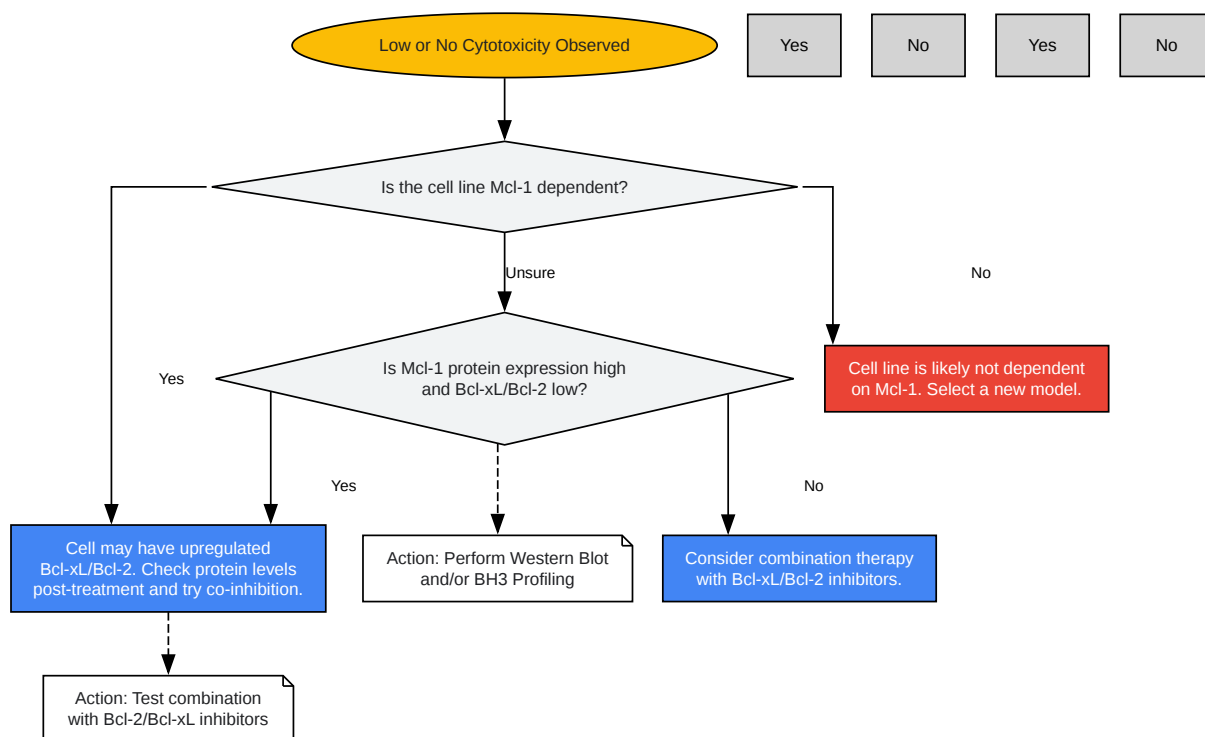 Low or No Cytotoxicity Observed
Yes
No
Yes
No
Is the cell line Mcl-1 dependent?
Unsure
No
Is Mcl-1 protein expression high
and Bcl-xL/Bcl-2 low?
Yes
Cell line is likely not dependent
on Mcl-1. Select a new model.
Yes
No
Cell may have upregulated
Bcl-xL/Bcl-2. Check protein levels
post-treatment and try co-inhibition.
Action: Perform Western Blot
and/or BH3 Profiling
Consider combination therapy
with Bcl-xL/Bcl-2 inhibitors.
Action: Test combination
with Bcl-2/Bcl-xL inhibitors